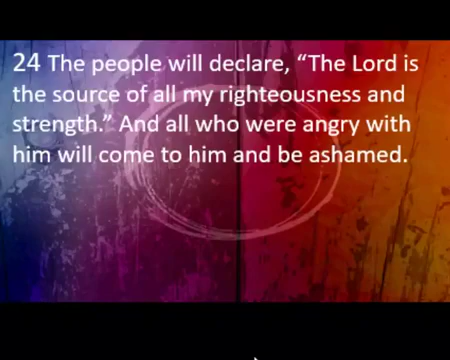 24 The people will declare, “The Lord is
the source of all my righteousness and
strength.” And all who were angry with
him will come to him and be ashamed.